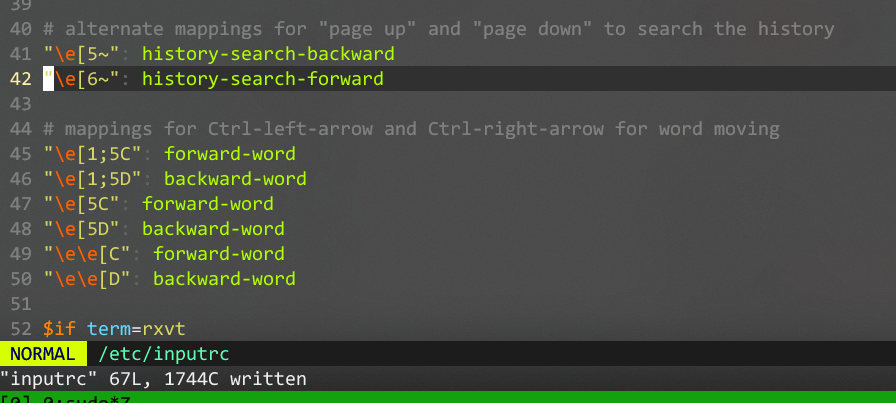 39
40 # alternate mappings for "page up" and "page down" to search the history
41 "\e[5~": history-search-backward
42 "\e[6~": history-search-forward
43
44 # mappings for Ctrl-left-arrow and Ctrl-right-arrow for word moving
45 "\e[1;5C": forward-word
46 "\e[1;5D": backward-word
47 "\e[5C": forward-word
48 "\e[5D": backward-word
49 "\e\e[C": forward-word
50 "\e\e[D": backward-word
51
52 $if term=rxvt
NORMAL /etc/inputrc
"inputrc" 67L, 1744C written
[0] 0:sudo*Z